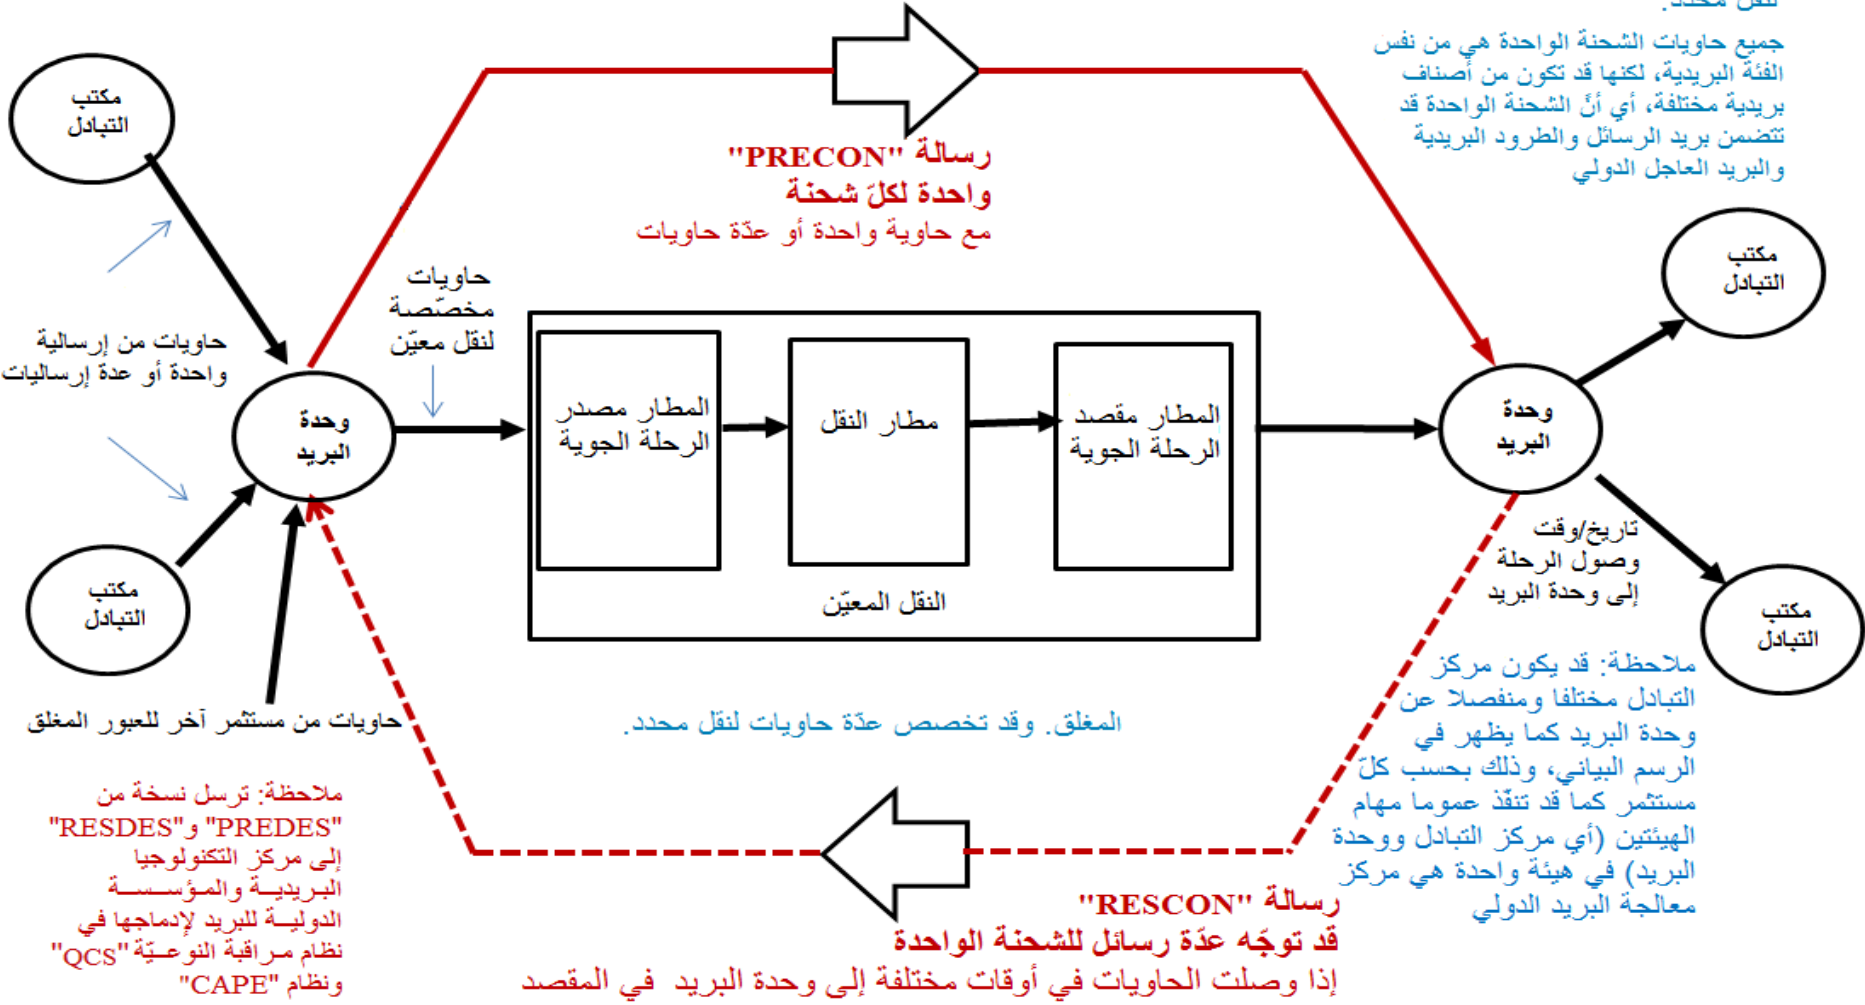 لنقل محدد.
جميع حاويات الشحنة الواحدة هي من نفس
الفئة البريدية، لكنها قد تكون من أصناف
بريدية مختلفة، أي أنَّ الشحنة الواحدة قد
تتضمن بريد الرسائل والطرود البريدية
والبريد العاجل الدولي
مكتب
التبادل
رسالة "PRECON"
واحدة لكلّ شحنة
مع حاوية واحدة أو عدّة حاويات
مكتب
التبادل
حاويات
مخصّصة
لنقل معيّن
حاويات من إرسالية
واحدة أو عدة إرساليات
وحدة
البريد
المطار مصدر
الرحلة الجوية
مطار النقل
المطار مقصد
الرحلة الجوية
وحدة
البريد
النقل المعيّن
تاريخ/وقت
وصول الرحلة
إلى وحدة البريد
مكتب
التبادل
مكتب
التبادل
حاويات من مستثمر آخر للعبور المغلق
المغلق. وقد تخصص عدّة حاويات لنقل محدد.
ملاحظة: قد يكون مركز
التبادل مختلفا ومنفصلا عن
وحدة البريد كما يظهر في
الرسم البياني، وذلك بحسب كلّ
مستثمر كما قد تنفّذ عموما مهام
الهيئتين (أي مركز التبادل ووحدة
البريد) في هيئة واحدة هي مركز
معالجة البريد الدولي
ملاحظة: ترسل نسخة من
"PREDES" و"RESDES"
إلى مركز التكنولوجيا
البريديــة والمـؤســسـة
الدوليــة للبريد لإدماجها في
نظام مـراقبة النوعــيّة "QCS"
ونظام "CAPE"
رسالة "RESCON"
قد توجّه عدّة رسائل للشحنة الواحدة
إذا وصلت الحاويات في أوقات مختلفة إلى وحدة البريد في المقصد